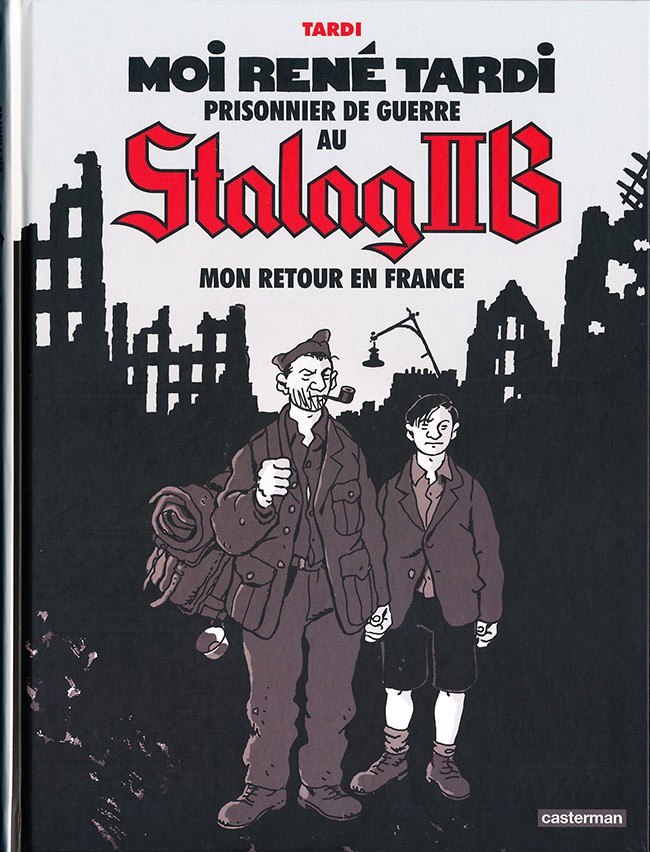 TARDI
MOI RENÉ TARDI
PRISONNIER DE GUERRE
AU
Stalag IIB
MON RETOUR EN FRANCE
casterman